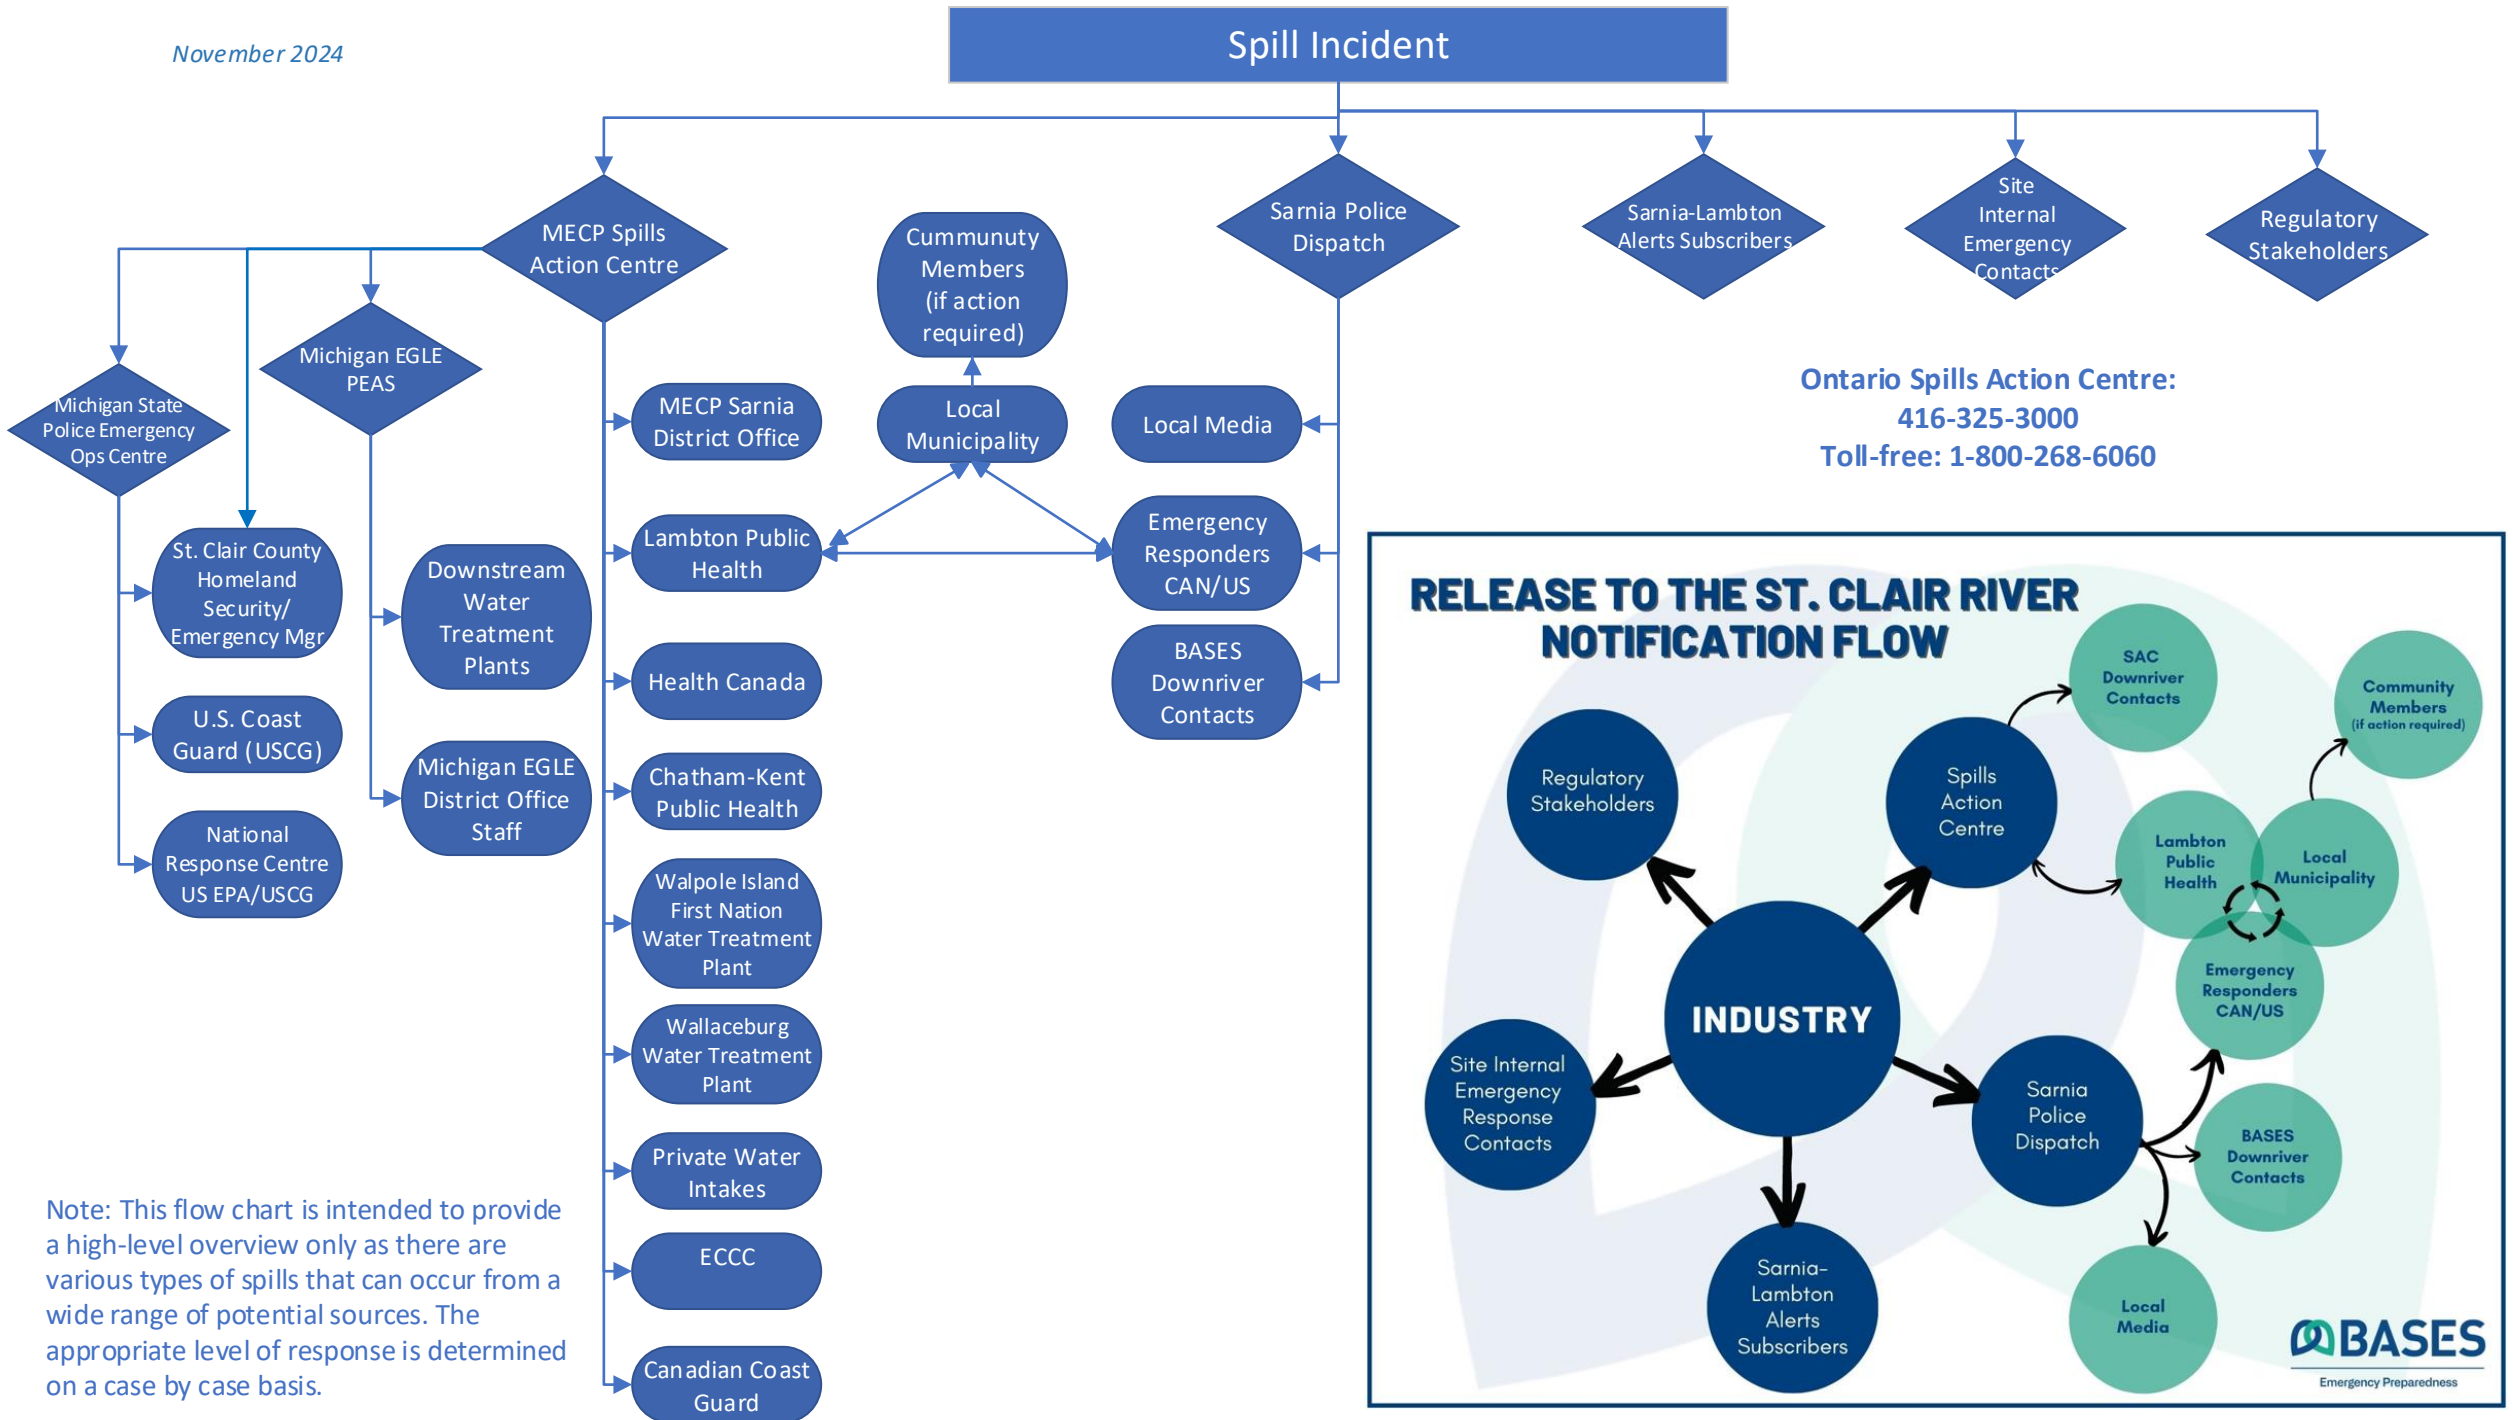 November 2024
Spill Incident
MECP Spills
Action Centre
Sarnia Police
Dispatch
Sarnia-Lambton
Alerts Subscribers
Site
Internal
Emergency
Contacts
Regulatory
Stakeholders
Cummunuty
Members
(if action
required)
Michigan EGLE
PEAS
Michigan State
Police Emergency
Ops Centre
MECP Sarnia
District Office
Local
Municipality
Local Media
Ontario Spills Action Centre:
416-325-3000
Toll-free: 1-800-268-6060
St. Clair County
Homeland
Security/
Emergency Mgr
Downstream
Water
Treatment
Plants
Lambton Public
Health
Emergency
Responders
CAN/US
Health Canada
BASES
Downriver
Contacts
U.S. Coast
Guard (USCG)
Michigan EGLE
District Office
Staff
Chatham-Kent
Public Health
National
Response Centre
US EPA/USCG
Walpole Island
First Nation
Water Treatment
Plant
Wallaceburg
Water Treatment
Plant
Private Water
Intakes
ECCC
Canadian Coast
Guard
Note: This flow chart is intended to provide
a high-level overview only as there are
various types of spills that can occur from a
wide range of potential sources. The
appropriate level of response is determined
on a case by case basis.
RELEASE TO THE ST. CLAIR RIVER
NOTIFICATION FLOW
SAC
Downriver
Contacts
Community
Members
(if action required)
Regulatory
Stakeholders
Spills
Action
Centre
Lambton
Public
Health
Local
Municipality
Emergency
Responders
CAN/US
INDUSTRY
Site Internal
Emergency
Response
Contacts
Sarnia
Police
Dispatch
BASES
Downriver
Contacts
Sarnia-
Lambton
Alerts
Subscribers
Local
Media
BASES
Emergency Preparedness